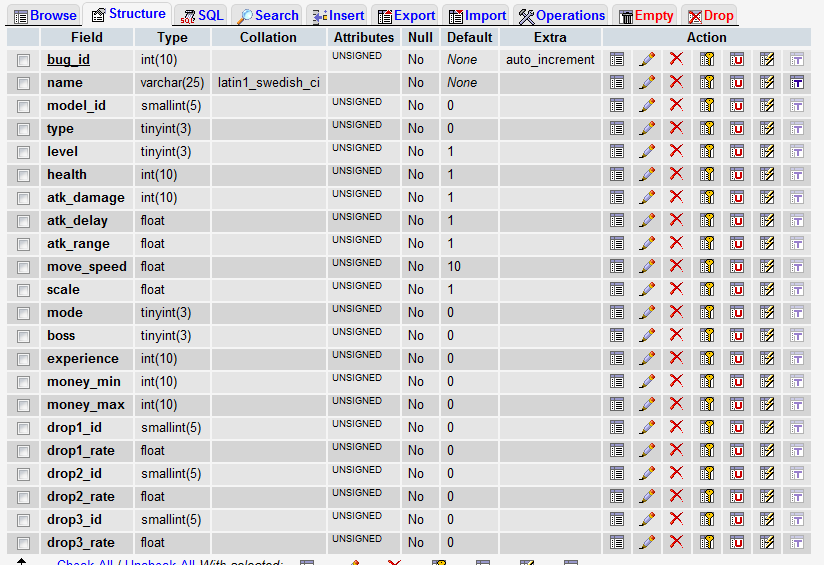 Browse Structure SQL Search Insert Export Import Operations Empty Drop
Field Type Collation Attributes Null Default Extra Action
bug_id int(10) UNSIGNED No None auto_increment
name varchar(25) latin1_swedish_ci No None
model_id smallint(5) UNSIGNED No 0
type tinyint(3) UNSIGNED No 0
level tinyint(3) UNSIGNED No 1
health int(10) UNSIGNED No 1
atk_damage int(10) UNSIGNED No 1
atk_delay float UNSIGNED No 1
atk_range float UNSIGNED No 1
move_speed float UNSIGNED No 10
scale float UNSIGNED No 1
mode tinyint(3) UNSIGNED No 0
boss tinyint(3) UNSIGNED No 0
experience int(10) UNSIGNED No 0
money_min int(10) UNSIGNED No 0
money_max int(10) UNSIGNED No 0
drop1_id smallint(5) UNSIGNED No 0
drop1_rate float UNSIGNED No 0
drop2_id smallint(5) UNSIGNED No 0
drop2_rate float UNSIGNED No 0
drop3_id smallint(5) UNSIGNED No 0
drop3_rate float UNSIGNED No 0
Check All / Uncheck All With selected: